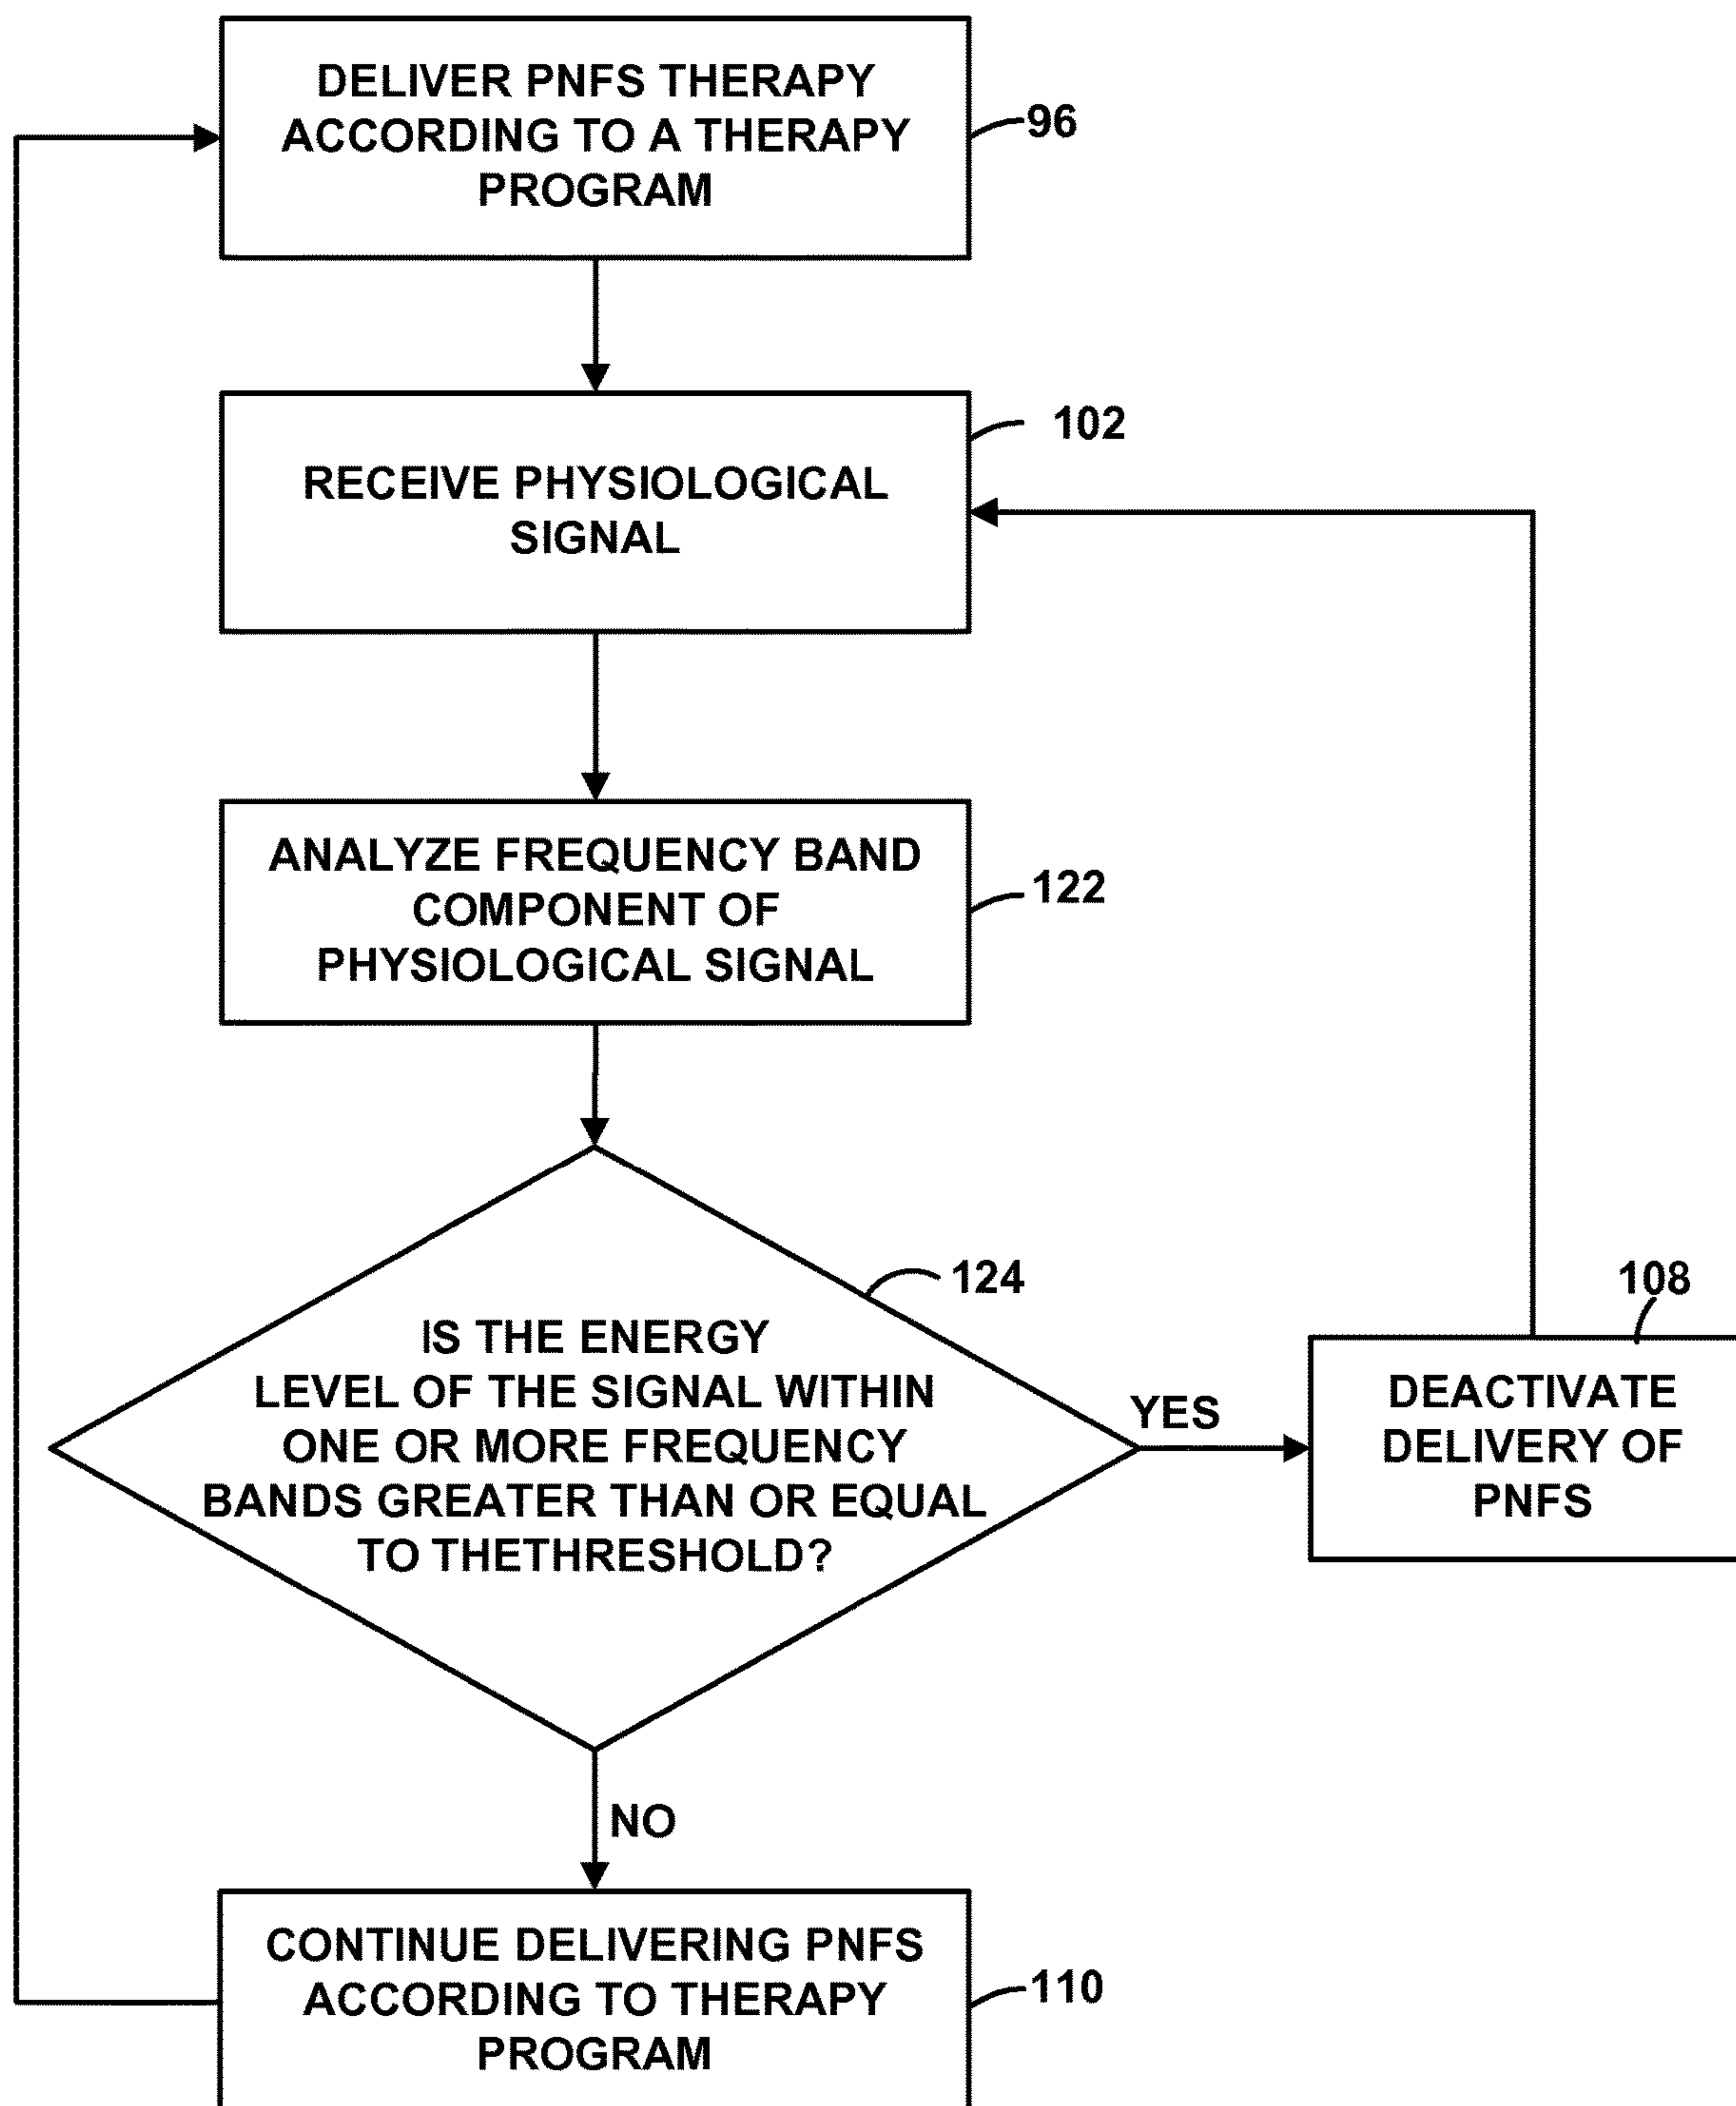 DELIVER PNFS THERAPY
ACCORDING TO A THERAPY
PROGRAM
96
102
RECEIVE PHYSIOLOGICAL
SIGNAL
ANALYZE FREQUENCY BAND
COMPONENT OF
PHYSIOLOGICAL SIGNAL
122
124
IS THE ENERGY
LEVEL OF THE SIGNAL WITHIN
ONE OR MORE FREQUENCY
BANDS GREATER THAN OR EQUAL
TO THETHRESHOLD?
YES
108
DEACTIVATE
DELIVERY OF
PNFS
NO
CONTINUE DELIVERING PNFS
ACCORDING TO THERAPY
PROGRAM
110